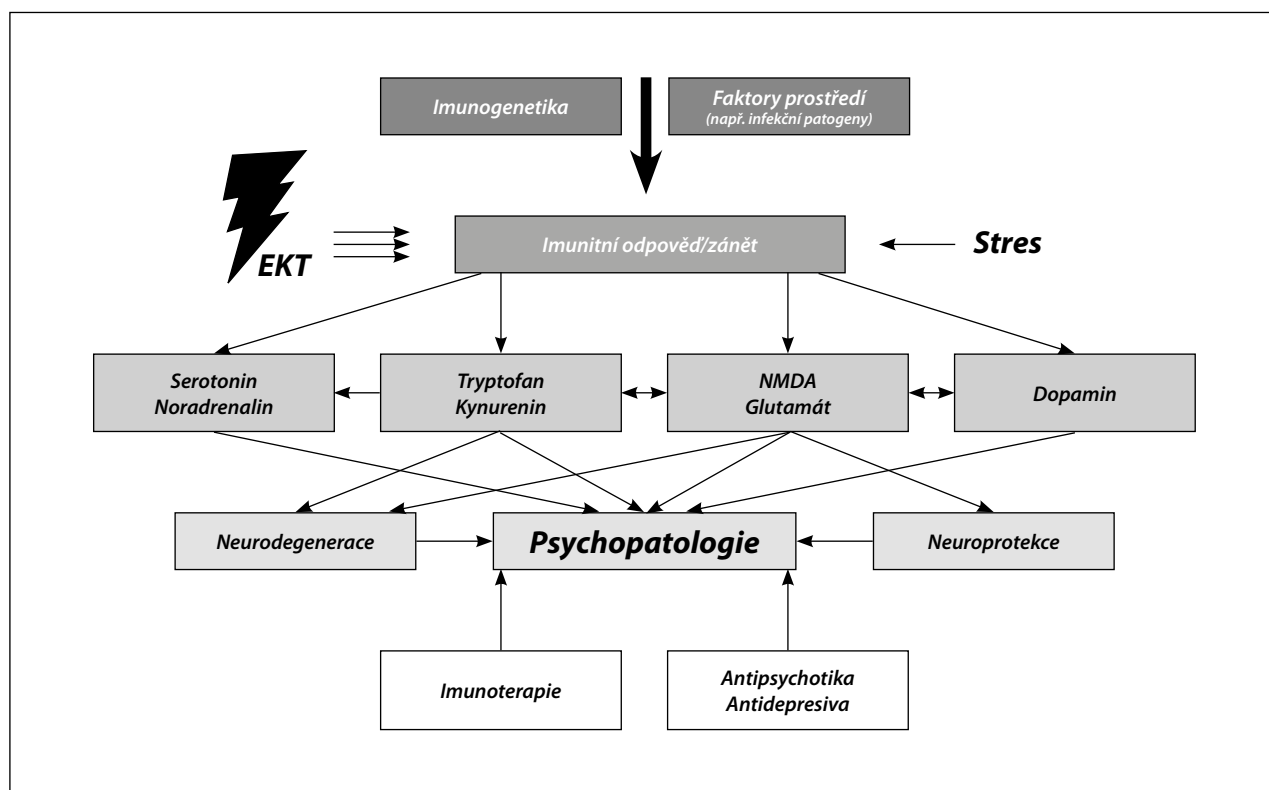 Imunogenetika
Faktory prostředí
(např. infekční patogeny)
EKT
Imunitní odpověď/zánět
Stres
Serotonin
Noradrenalin
Tryptofan
Kynurenin
NMDA
Glutamát
Dopamin
Neurodegenerace
Psychopatologie
Neuroprotekce
Imunoterapie
Antipsychotika
Antidepresiva